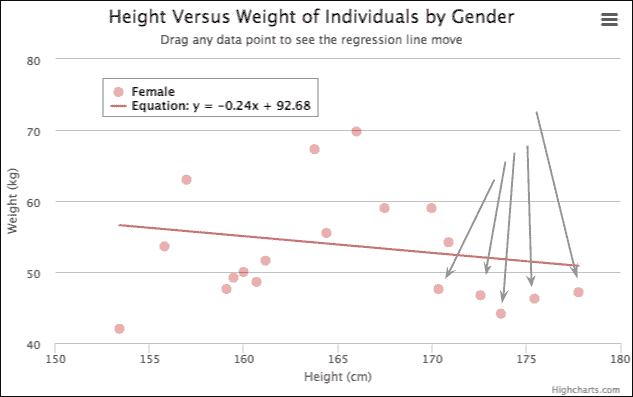 Height Versus Weight of Individuals by Gender
Drag any data point to see the regression line move
Female
Equation: y = −0.24x + 92.68
Weight (kg)
80
70
60
50
40
150 155 160 165 170 175 180
Height (cm)
Highcharts.com